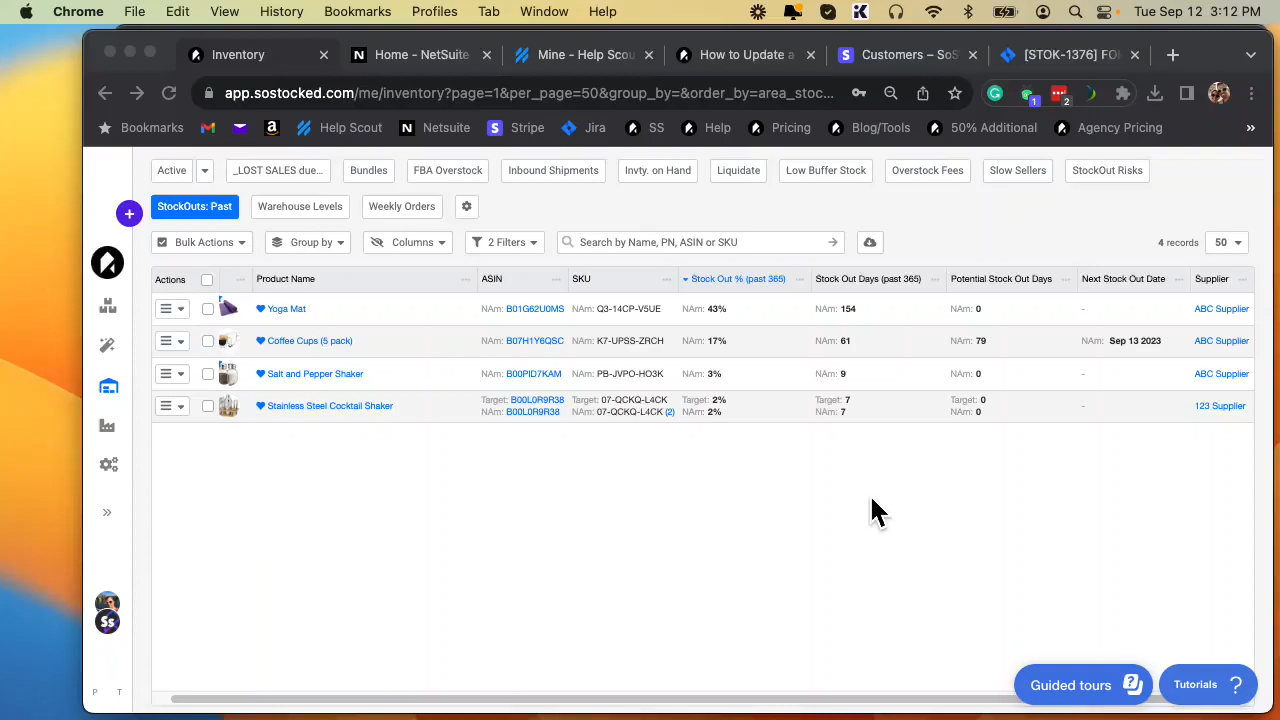 Chrome File Edit View History Bookmarks Profiles Tab Window Help Tue Sep 12 3:12 PM
Inventory Home - NetSuite Mine - Help Scou How to Update a Customers – SoS [STOK-1376] FO
app.sostocked.com/me/inventory?page=1&per_page=50&group_by=&order_by=area_stoc... 1 2
Bookmarks Help Scout Netsuite Stripe Jira SS Help Pricing Blog/Tools 50% Additional Agency Pricing »
Active _LOST SALES due... Bundles FBA Overstock Inbound Shipments Invty. on Hand Liquidate Low Buffer Stock Overstock Fees Slow Sellers StockOut Risks
StockOuts: Past Warehouse Levels Weekly Orders
Bulk Actions Group by Columns 2 Filters Search by Name, PN, ASIN or SKU 4 records 50
Actions Product Name ASIN SKU Stock Out % (past 365) Stock Out Days (past 365) Potential Stock Out Days Next Stock Out Date Supplier
Yoga Mat NAm: B01G62U0MS NAm: Q3-14CP-V5UE NAm: 43% NAm: 154 NAm: 0 - ABC Supplier
Coffee Cups (5 pack) NAm: B07H1Y6QSC NAm: K7-UPSS-ZRCH NAm: 17% NAm: 61 NAm: 79 NAm: Sep 13 2023 ABC Supplier
Salt and Pepper Shaker NAm: B00PID7KAM NAm: PB-JVPO-HO3K NAm: 3% NAm: 9 NAm: 0 - ABC Supplier
Target: B00L0R9R38 Target: 07-QCKQ-L4CK Target: 2% Target: 7 Target: 0
Stainless Steel Cocktail Shaker - 123 Supplier
NAm: B00L0R9R38 NAm: 07-QCKQ-L4CK (2) NAm: 2% NAm: 7 NAm: 0
Ss
P T
Guided tours Tutorials ?